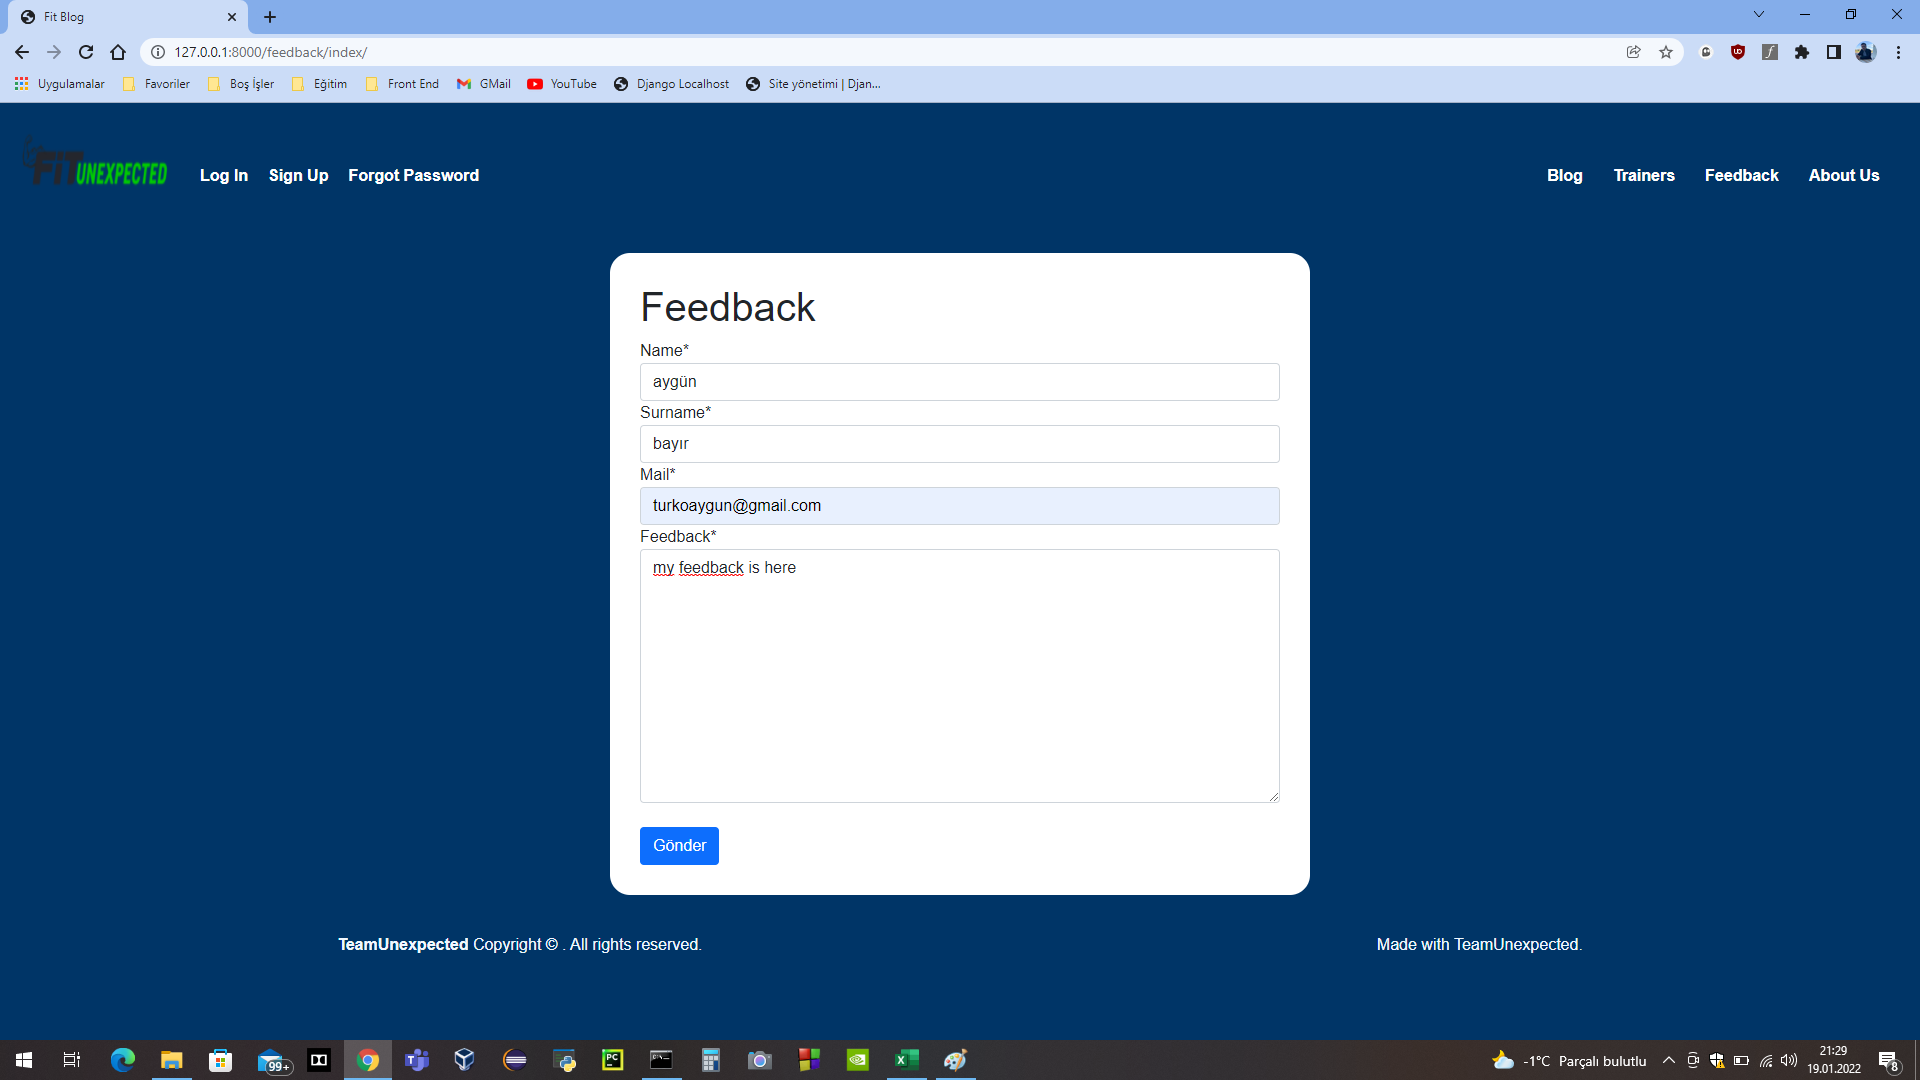 Fit Blog
127.0.0.1:8000/feedback/index/
Uygulamalar Favoriler Boş İşler Eğitim Front End GMail YouTube Django Localhost Site yönetimi | Djan...
FİT UNEXPECTED Log In Sign Up Forgot Password Blog Trainers Feedback About Us
Feedback
Name*
aygün
Surname*
bayır
Mail*
turkoaygun@gmail.com
Feedback*
my feedback is here
Gönder
TeamUnexpected Copyright © . All rights reserved. Made with TeamUnexpected.
99+
-1°C Parçalı bulutlu
21:29
19.01.2022
8